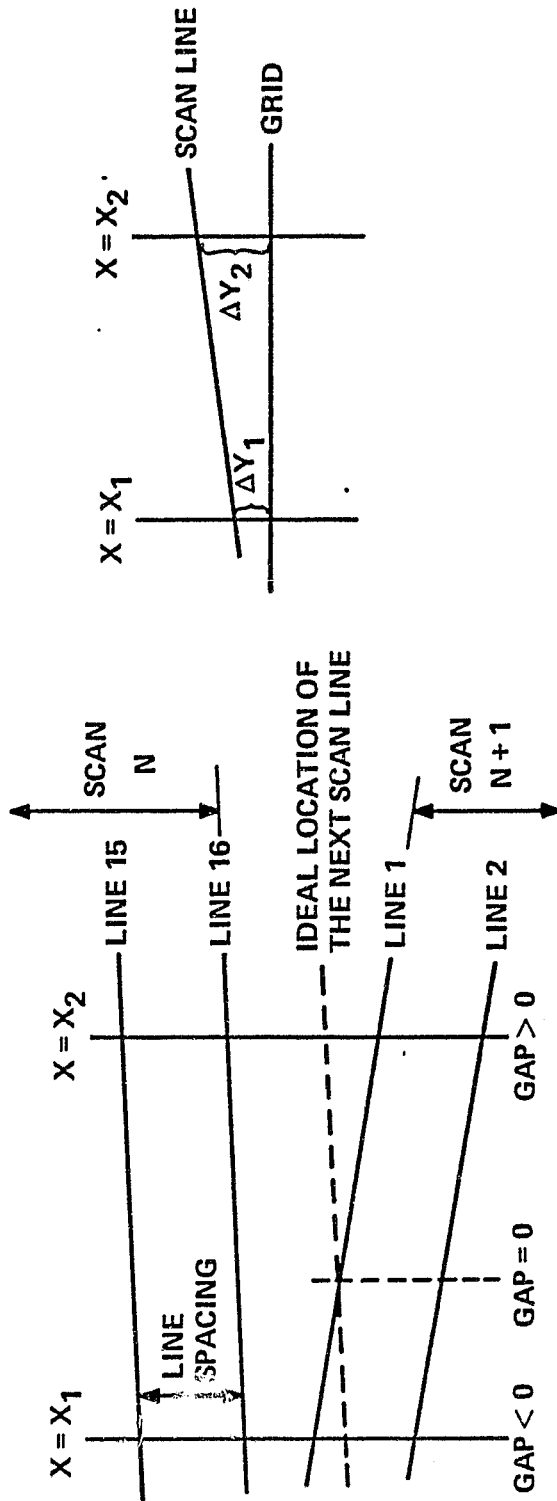 X = X1
X = X2
LINE 15
SCAN
N
LINE
SPACING
LINE 16
IDEAL LOCATION OF
THE NEXT SCAN LINE
LINE 1
LINE 2
SCAN
N + 1
GAP < 0
GAP = 0
GAP > 0
X = X1
X = X2
SCAN LINE
ΔY1
ΔY2
GRID